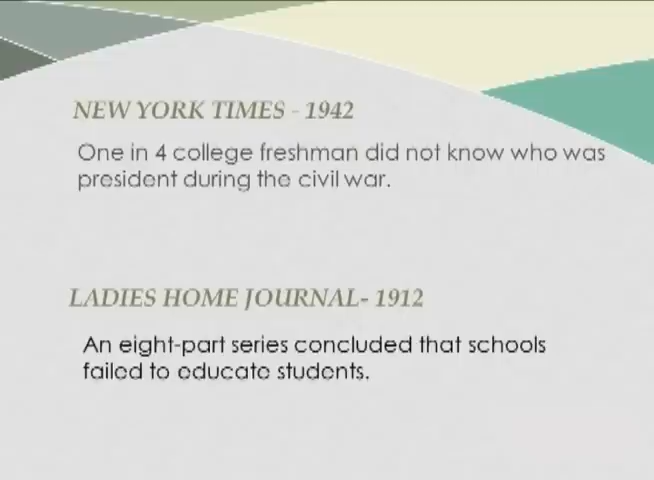 NEW YORK TIMES - 1942
One in 4 college freshman did not know who was
president during the civil war.
LADIES HOME JOURNAL- 1912
An eight-part series concluded that schools
failed to educate students.